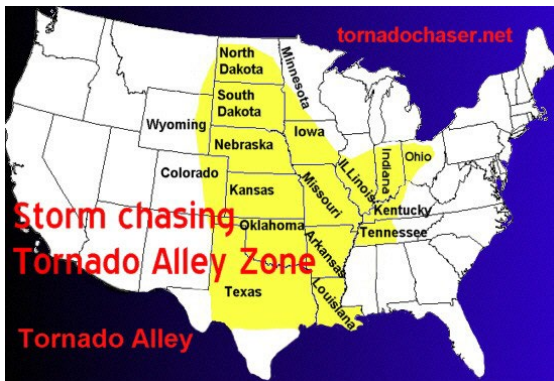 tornadochaser.net
North
Dakota
Minnesota
South
Dakota
Wyoming
Iowa
Nebraska
Ohio
Indiana
ILLinois
Colorado
Kansas
Missouri
Kentucky
Storm chasing
Oklahoma
Tennessee
Arkansas
Tornado Alley Zone
Texas
Louisiana
Tornado Alley